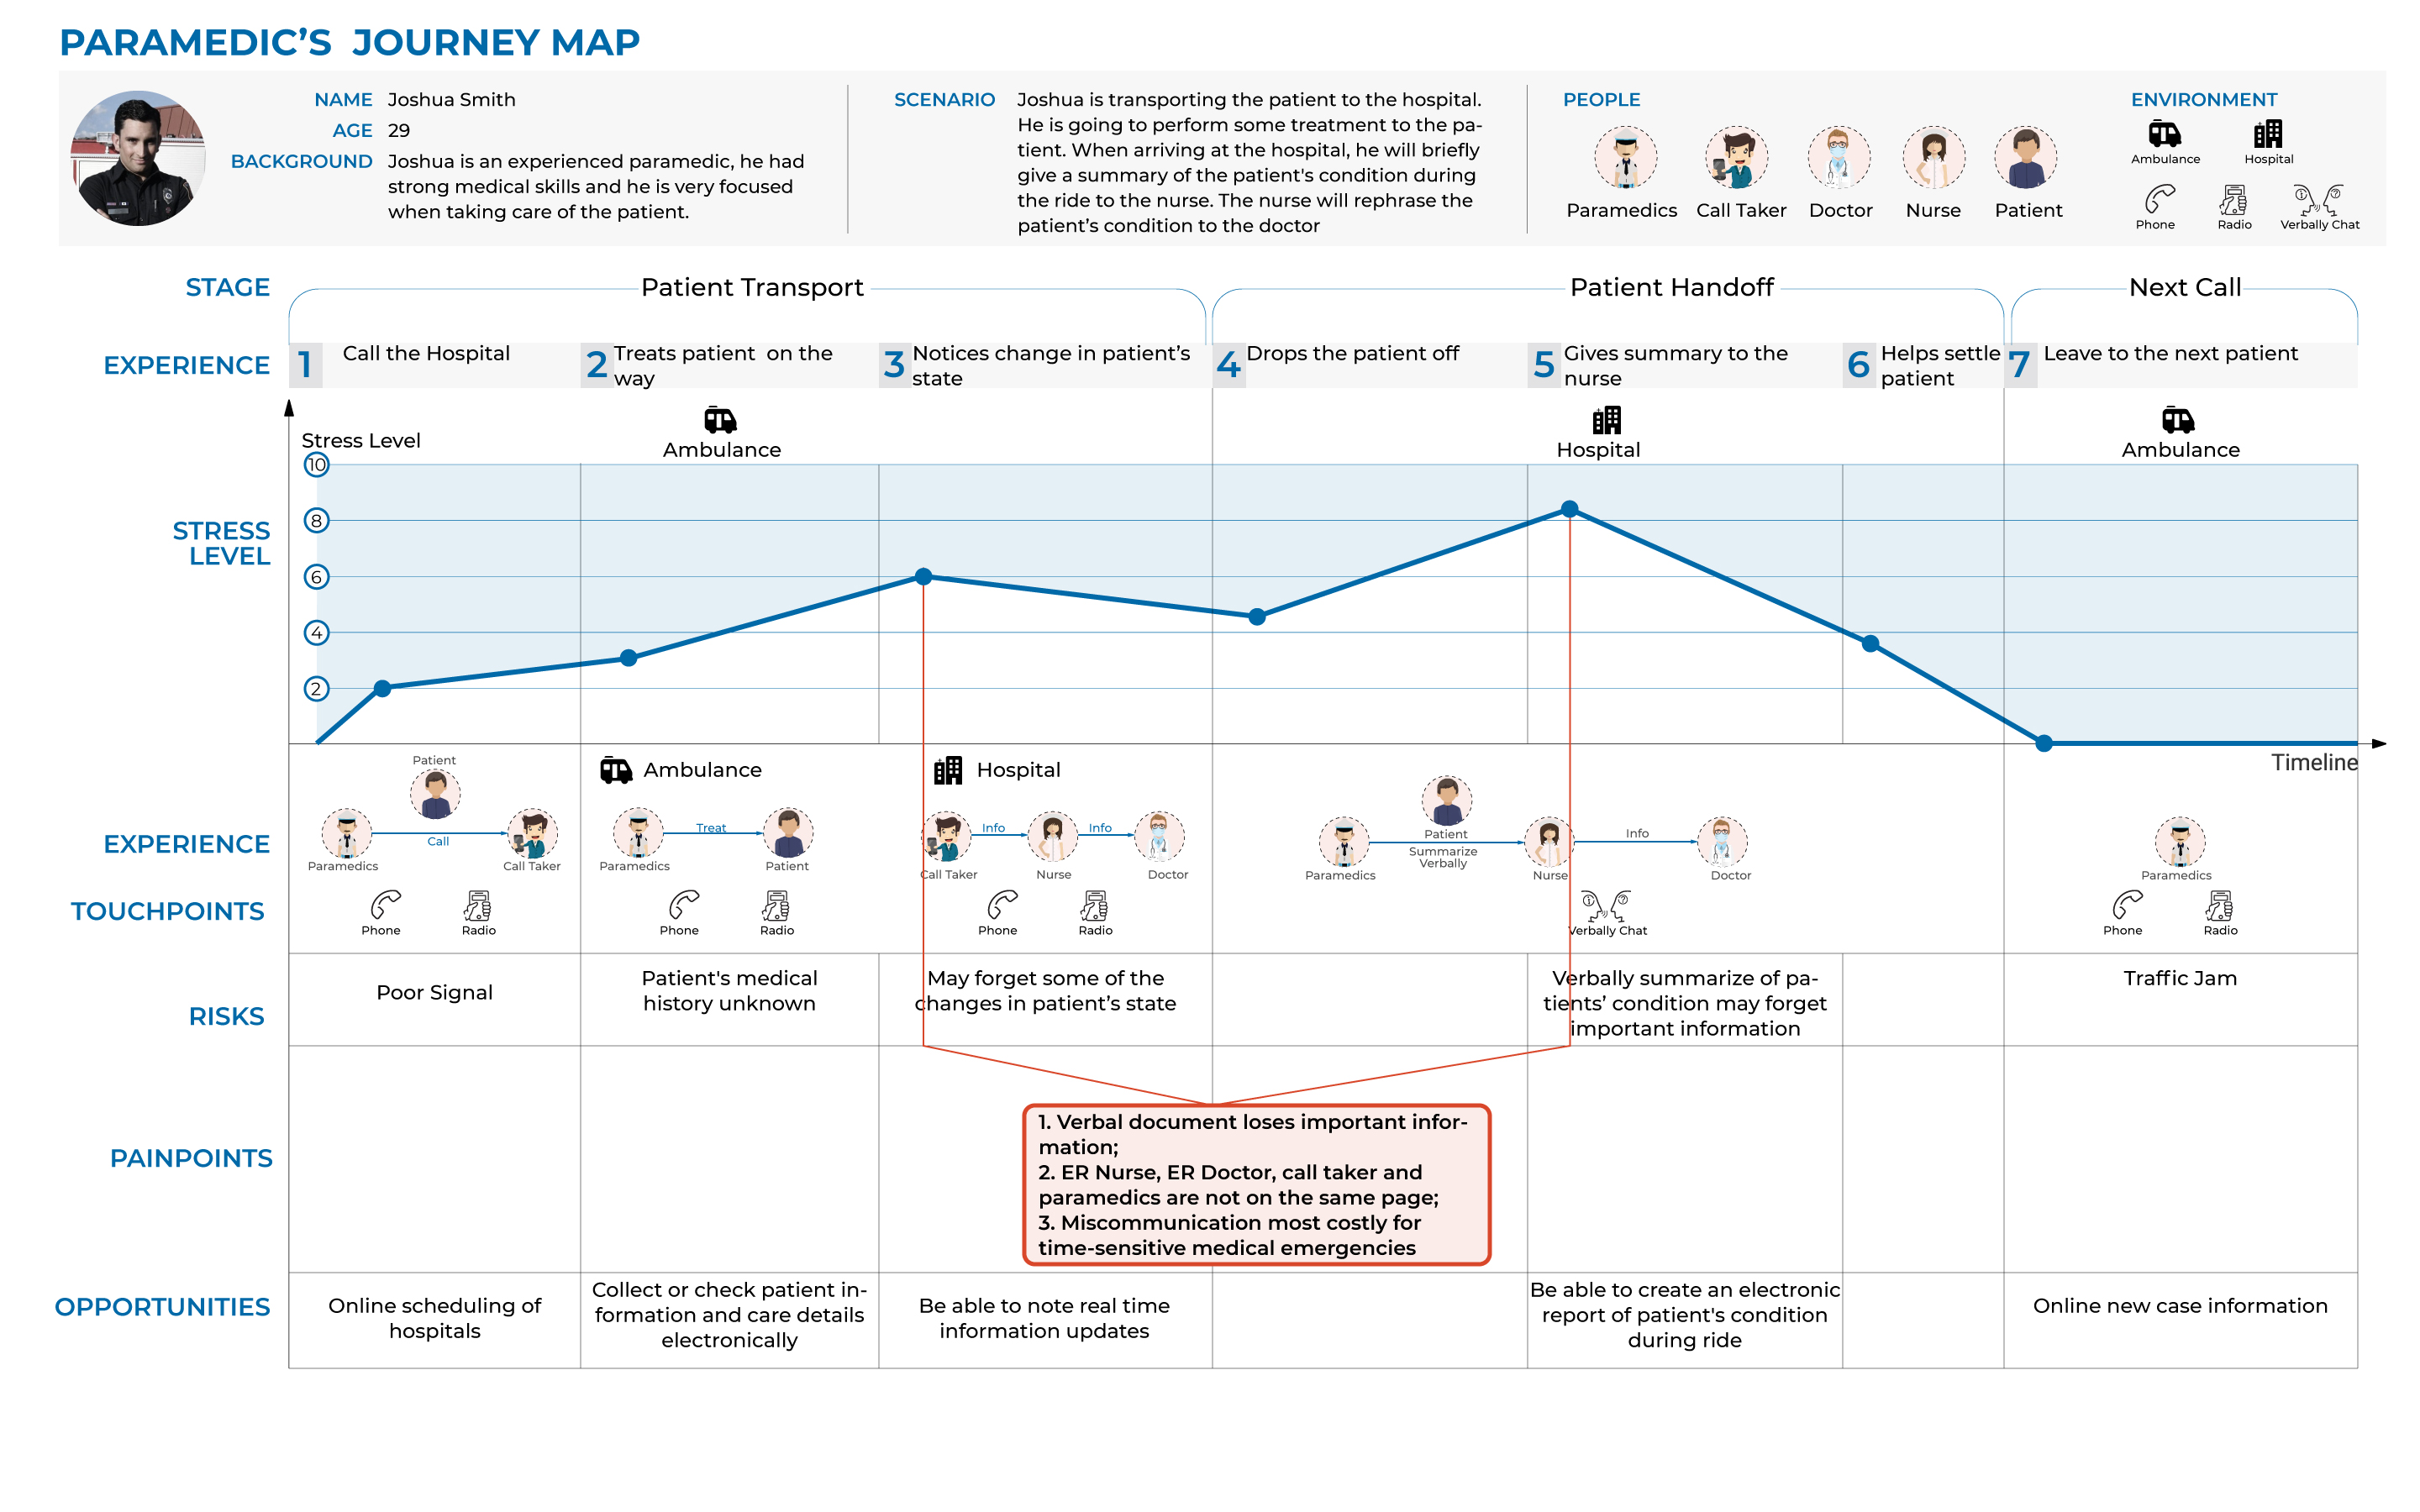 PARAMEDIC’S JOURNEY MAP
NAME Joshua Smith
AGE 29
BACKGROUND Joshua is an experienced paramedic, he had
strong medical skills and he is very focused
when taking care of the patient.
SCENARIO Joshua is transporting the patient to the hospital.
He is going to perform some treatment to the pa-
tient. When arriving at the hospital, he will briefly
give a summary of the patient's condition during
the ride to the nurse. The nurse will rephrase the
patient’s condition to the doctor
PEOPLE
Paramedics Call Taker Doctor Nurse Patient
ENVIRONMENT
Ambulance Hospital
Phone Radio Verbally Chat
STAGE Patient Transport Patient Handoff Next Call
EXPERIENCE
1 Call the Hospital
2 Treats patient on the
way
3 Notices change in patient’s
state
4 Drops the patient off
5 Gives summary to the
nurse
6 Helps settle
patient
7 Leave to the next patient
Stress Level
Ambulance Hospital Ambulance
STRESS
LEVEL
10
8
6
4
2
Timeline
EXPERIENCE
Patient
Call
Paramedics Call Taker
Ambulance
Treat
Paramedics Patient
Hospital
Info Info
Call Taker Nurse Doctor
Patient
Summarize
Verbally
Info
Paramedics Nurse Doctor
Paramedics
TOUCHPOINTS
Phone Radio
Phone Radio
Phone Radio
Verbally Chat
Phone Radio
RISKS
Poor Signal
Patient's medical
history unknown
May forget some of the
changes in patient’s state
Verbally summarize of pa-
tients’ condition may forget
important information
Traffic Jam
PAINPOINTS
1. Verbal document loses important infor-
mation;
2. ER Nurse, ER Doctor, call taker and
paramedics are not on the same page;
3. Miscommunication most costly for
time-sensitive medical emergencies
OPPORTUNITIES
Online scheduling of
hospitals
Collect or check patient in-
formation and care details
electronically
Be able to note real time
information updates
Be able to create an electronic
report of patient's condition
during ride
Online new case information